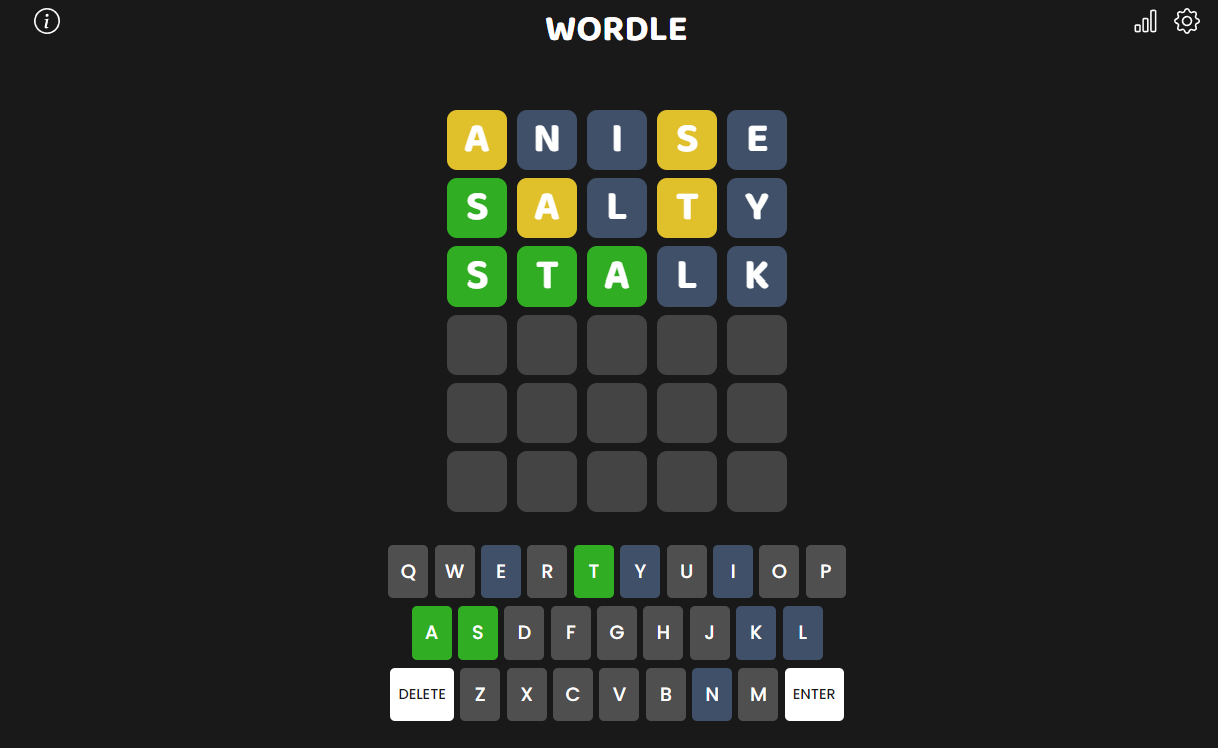 i
WORDLE
A N I S E
S A L T Y
S T A L K
Q W E R T Y U I O P
A S D F G H J K L
DELETE Z X C V B N M ENTER